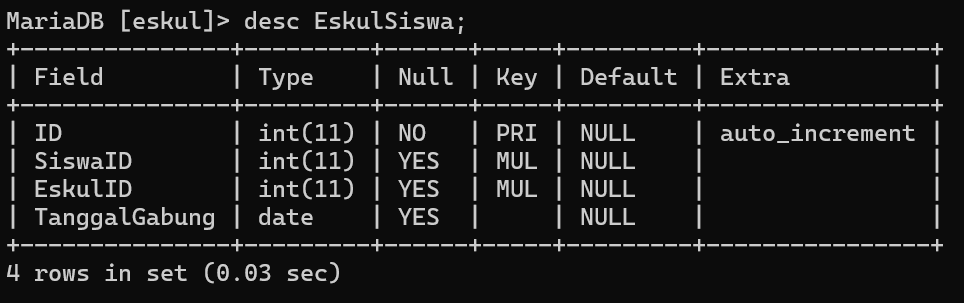 MariaDB [eskul]> desc EskulSiswa;
+---------------+---------+------+-----+---------+----------------+
| Field         | Type    | Null | Key | Default | Extra          |
+---------------+---------+------+-----+---------+----------------+
| ID            | int(11) | NO   | PRI | NULL    | auto_increment |
| SiswaID       | int(11) | YES  | MUL | NULL    |                |
| EskulID       | int(11) | YES  | MUL | NULL    |                |
| TanggalGabung | date    | YES  |     | NULL    |                |
+---------------+---------+------+-----+---------+----------------+
4 rows in set (0.03 sec)